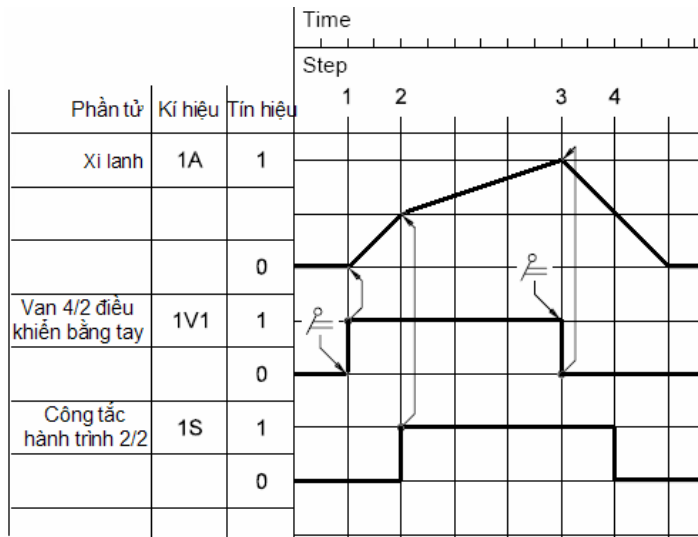 Time
Step
1 2 3 4
Phần tử Kí hiệu Tín hiệu
Xi lanh 1A 1
0
Van 4/2 điều
khiển bằng tay 1V1 1
0
Công tắc
hành trình 2/2 1S 1
0